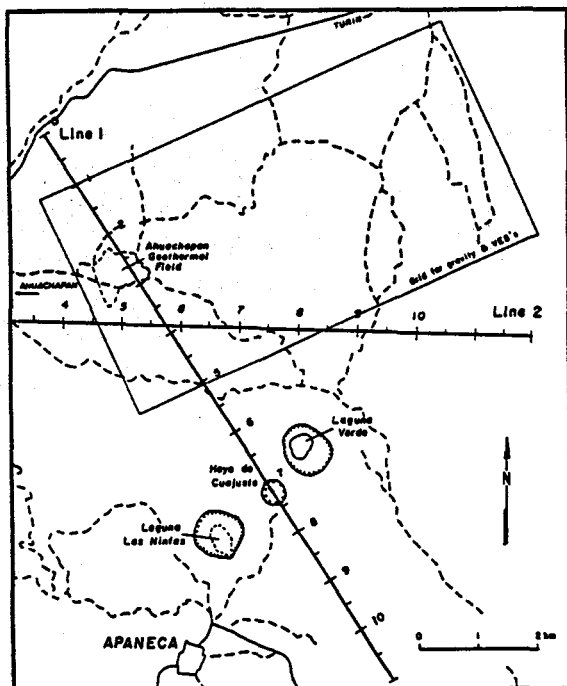 TURIN
0
Line 1
2
Ahuachapan
Geothermal
Field
AHUACHAPAN
Grid for gravity & VES's
4 5 6 7 8 9 10
Line 2
5
6
Laguna
Verde
7
Hoyo de
Cuajuste
N
8
Laguna
Las Ninfas
9
10
APANECA
0 1 2 km